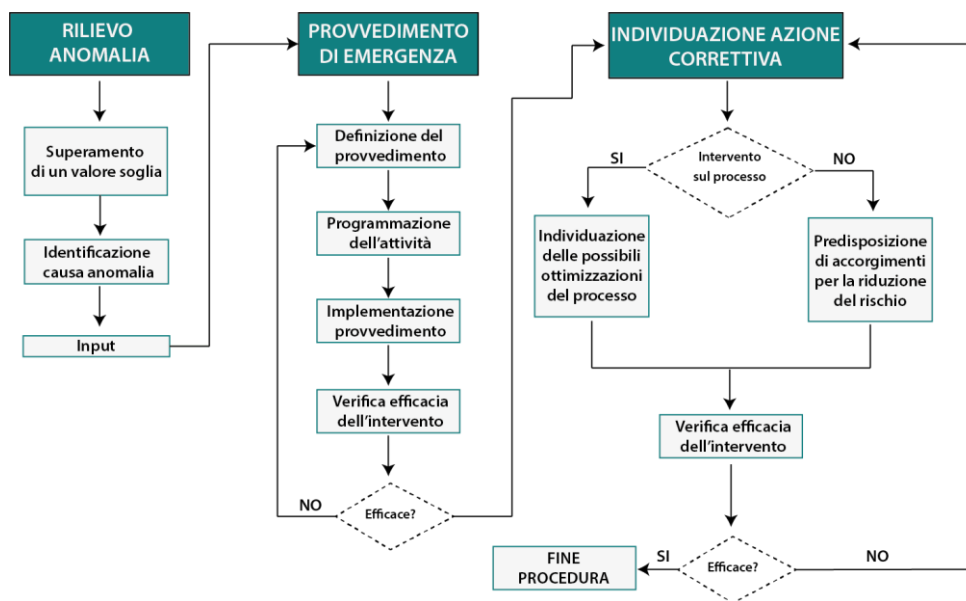 RILIEVO
ANOMALIA
Superamento
di un valore soglia
Identificazione
causa anomalia
Input
PROVVEDIMENTO
DI EMERGENZA
Definizione del
provvedimento
Programmazione
dell'attività
Implementazione
provvedimento
Verifica efficacia
dell'intervento
NO
Efficace?
INDIVIDUAZIONE AZIONE
CORRETTIVA
SI
Intervento
sul processo
NO
Individuazione
delle possibili
ottimizzazioni
del processo
Predisposizione
di accorgimenti
per la riduzione
del rischio
Verifica efficacia
dell'intervento
FINE
PROCEDURA
SI
Efficace?
NO